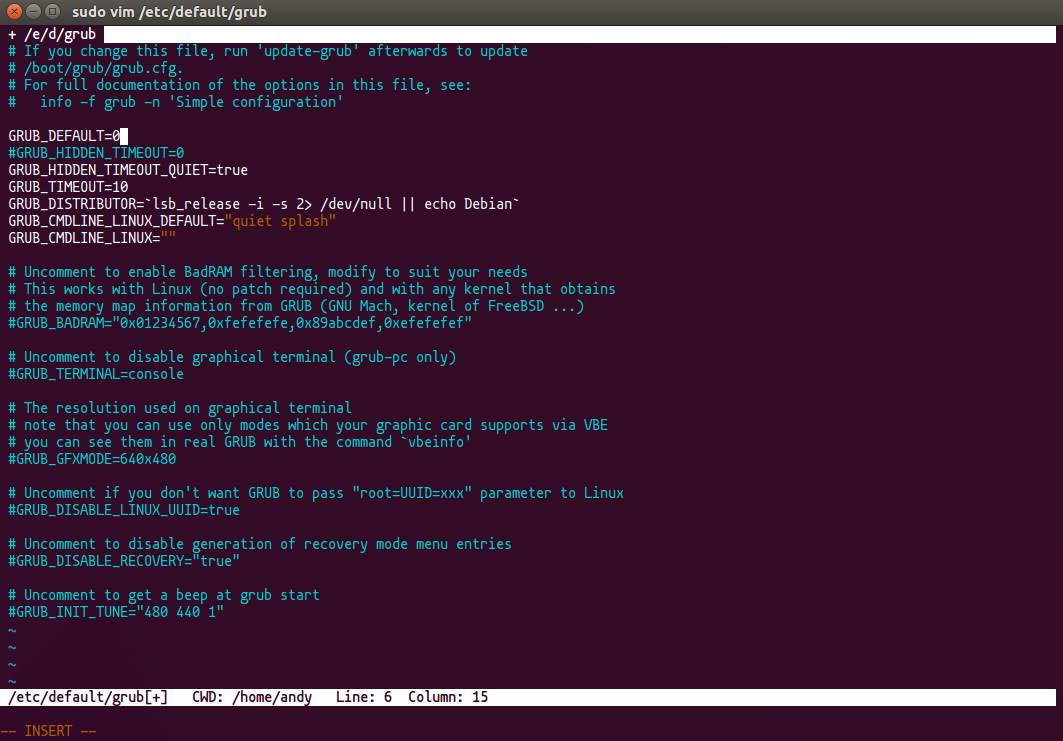 sudo vim /etc/default/grub
+ /e/d/grub
# If you change this file, run 'update-grub' afterwards to update
# /boot/grub/grub.cfg.
# For full documentation of the options in this file, see:
#   info -f grub -n 'Simple configuration'

GRUB_DEFAULT=0
#GRUB_HIDDEN_TIMEOUT=0
GRUB_HIDDEN_TIMEOUT_QUIET=true
GRUB_TIMEOUT=10
GRUB_DISTRIBUTOR=`lsb_release -i -s 2> /dev/null || echo Debian`
GRUB_CMDLINE_LINUX_DEFAULT="quiet splash"
GRUB_CMDLINE_LINUX=""

# Uncomment to enable BadRAM filtering, modify to suit your needs
# This works with Linux (no patch required) and with any kernel that obtains
# the memory map information from GRUB (GNU Mach, kernel of FreeBSD ...)
#GRUB_BADRAM="0x01234567,0xfefefefe,0x89abcdef,0xefefefef"

# Uncomment to disable graphical terminal (grub-pc only)
#GRUB_TERMINAL=console

# The resolution used on graphical terminal
# note that you can use only modes which your graphic card supports via VBE
# you can see them in real GRUB with the command `vbeinfo'
#GRUB_GFXMODE=640x480

# Uncomment if you don't want GRUB to pass "root=UUID=xxx" parameter to Linux
#GRUB_DISABLE_LINUX_UUID=true

# Uncomment to disable generation of recovery mode menu entries
#GRUB_DISABLE_RECOVERY="true"

# Uncomment to get a beep at grub start
#GRUB_INIT_TUNE="480 440 1"
~
~
~
~
/etc/default/grub[+]   CWD: /home/andy   Line: 6  Column: 15
-- INSERT --